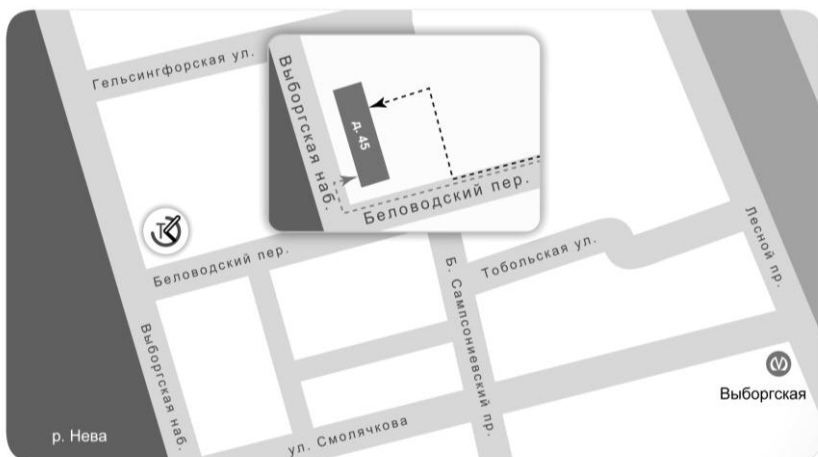 Гельсингфорская ул.
Выборгская наб.
д. 45
Беловодский пер.
Беловодский пер.
Тобольская ул.
Лесной пр.
Б. Сампсониевский пр.
Выборгская наб.
Выборгская
ул. Смолячкова
р. Нева